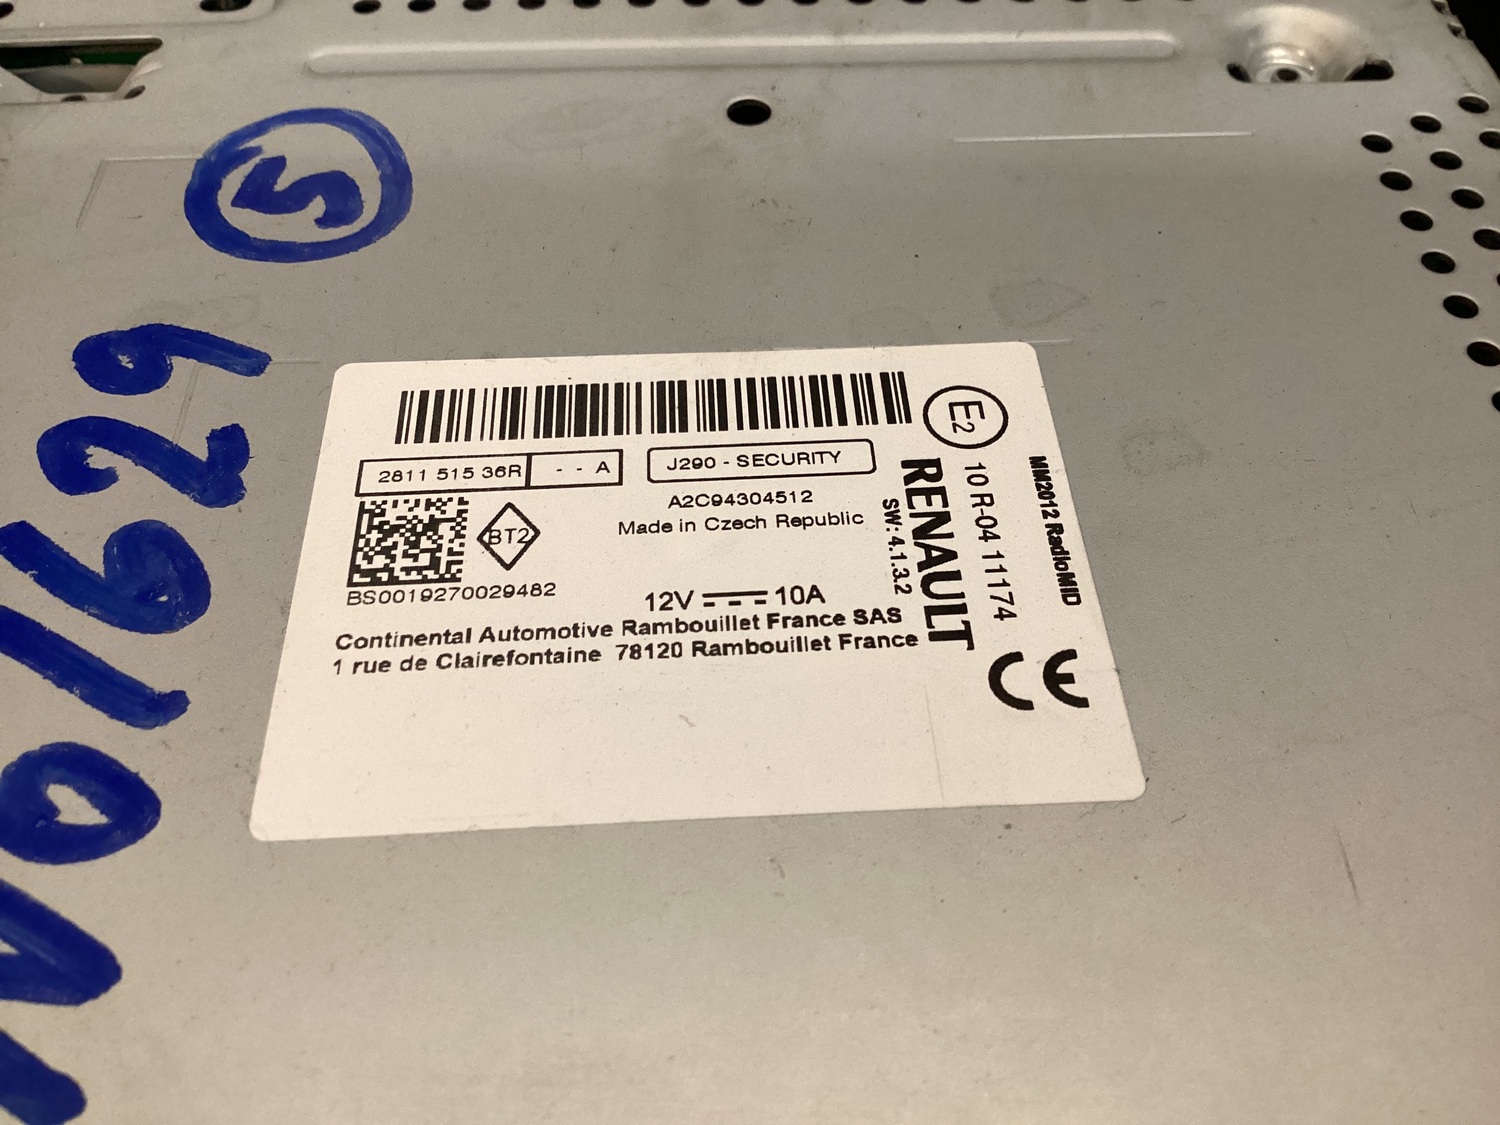 2811 515 36R - - A
J290 - SECURITY
A2C94304512
Made in Czech Republic
BT2
BS0019270029482
12V 10A
Continental Automotive Rambouillet France SAS
1 rue de Clairefontaine 78120 Rambouillet France
E2
SW: 4.1.3.2
RENAULT
10 R-04 11174
MM2012 RadioMID
CE
S